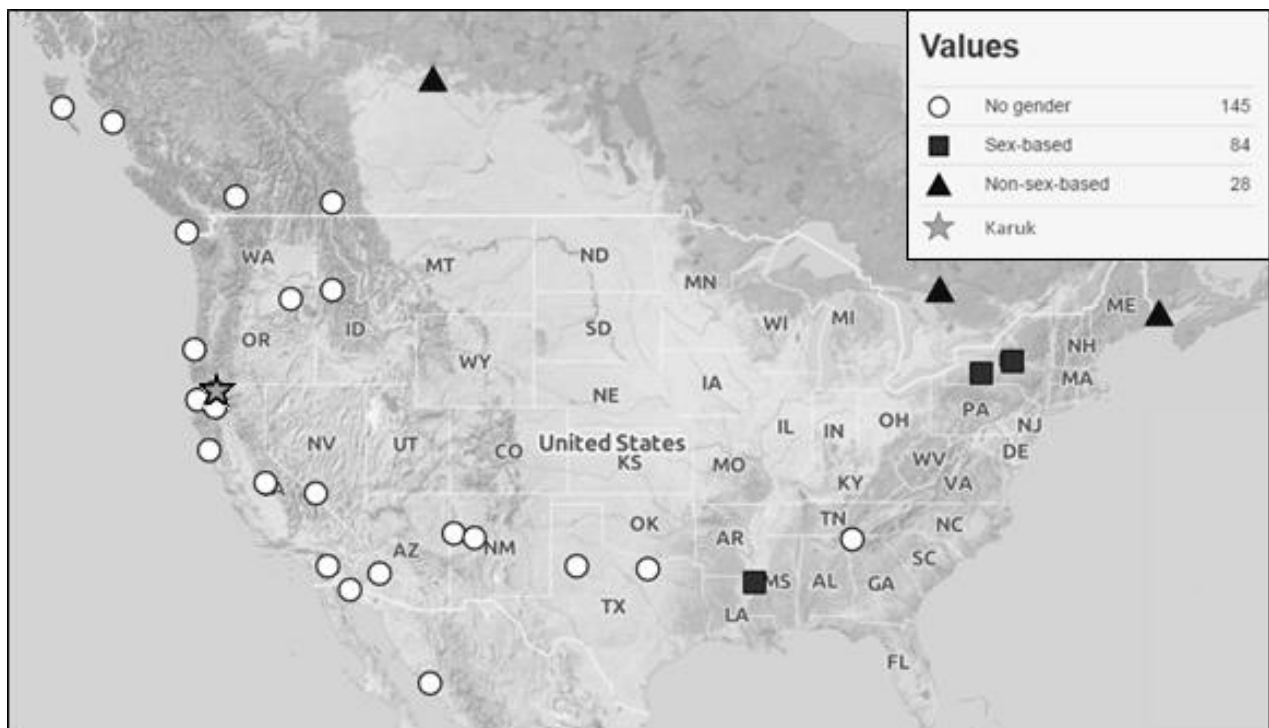 Values
No gender 145
Sex-based 84
Non-sex-based 28
Karuk
WA
MT
ND
MN
ME
OR
ID
SD
WI
MI
NH
WY
MA
NE
IA
PA
NJ
IL
IN
OH
NV
UT
CO
United States
KS
MO
WV
DE
KY
VA
OK
TN
NC
AZ
NM
AR
SC
TX
MS
AL
GA
LA
FL